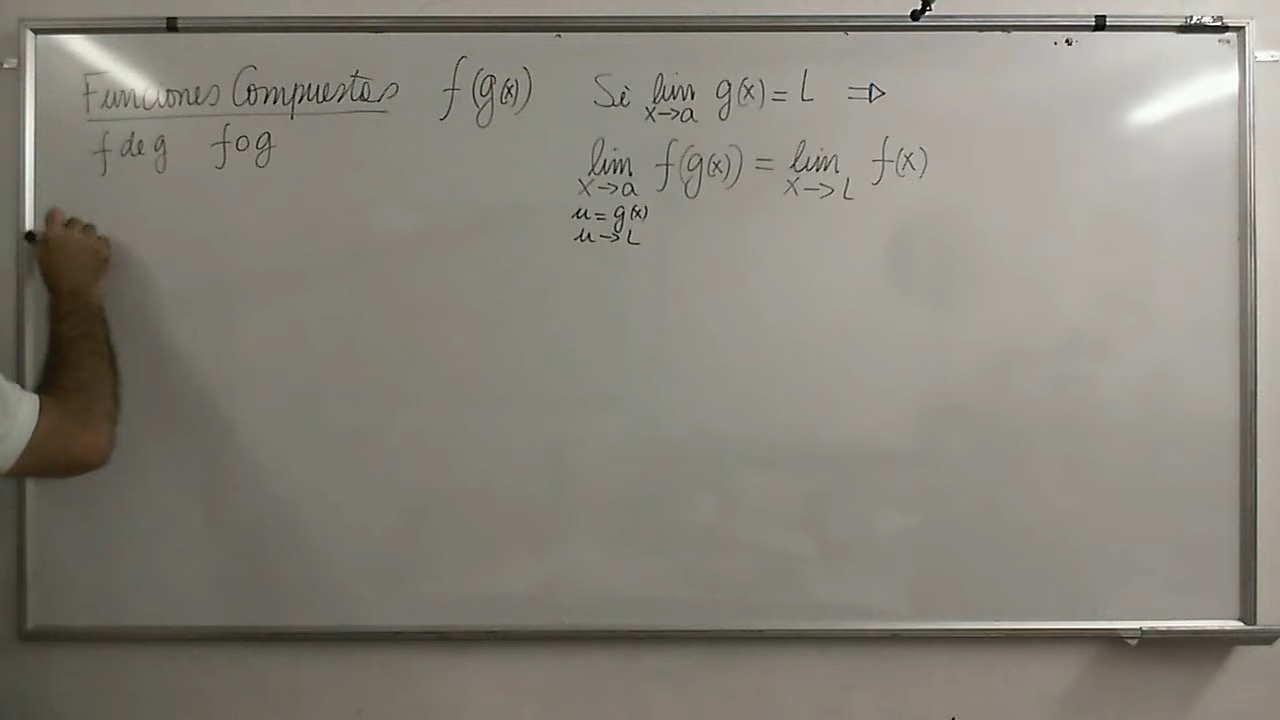 Funciones Compuestas f(g(x))
f de g f∘g
Si lim x→a g(x) = L ⇒
lim x→a f(g(x)) = lim x→L f(x)
u = g(x)
u→L